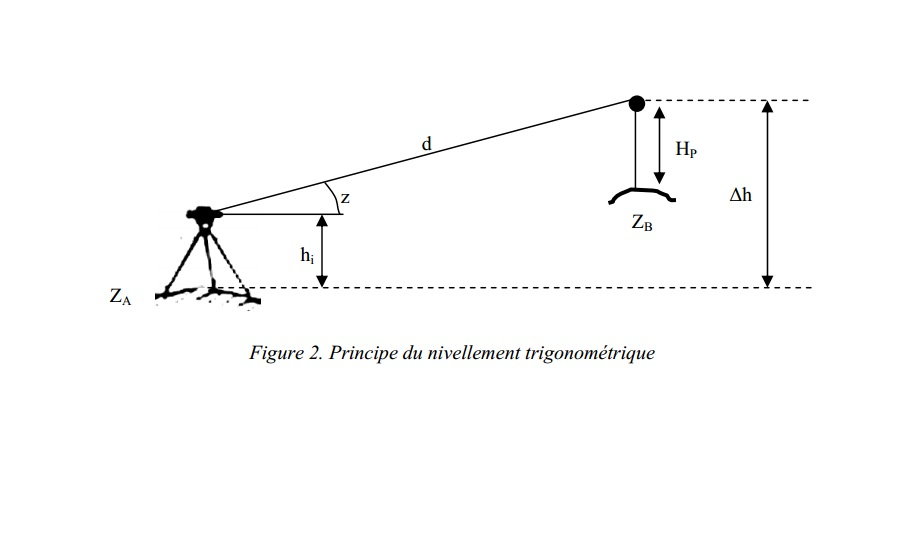 d
H_P
z
Δh
Z_B
h_i
Z_A
Figure 2. Principe du nivellement trigonométrique